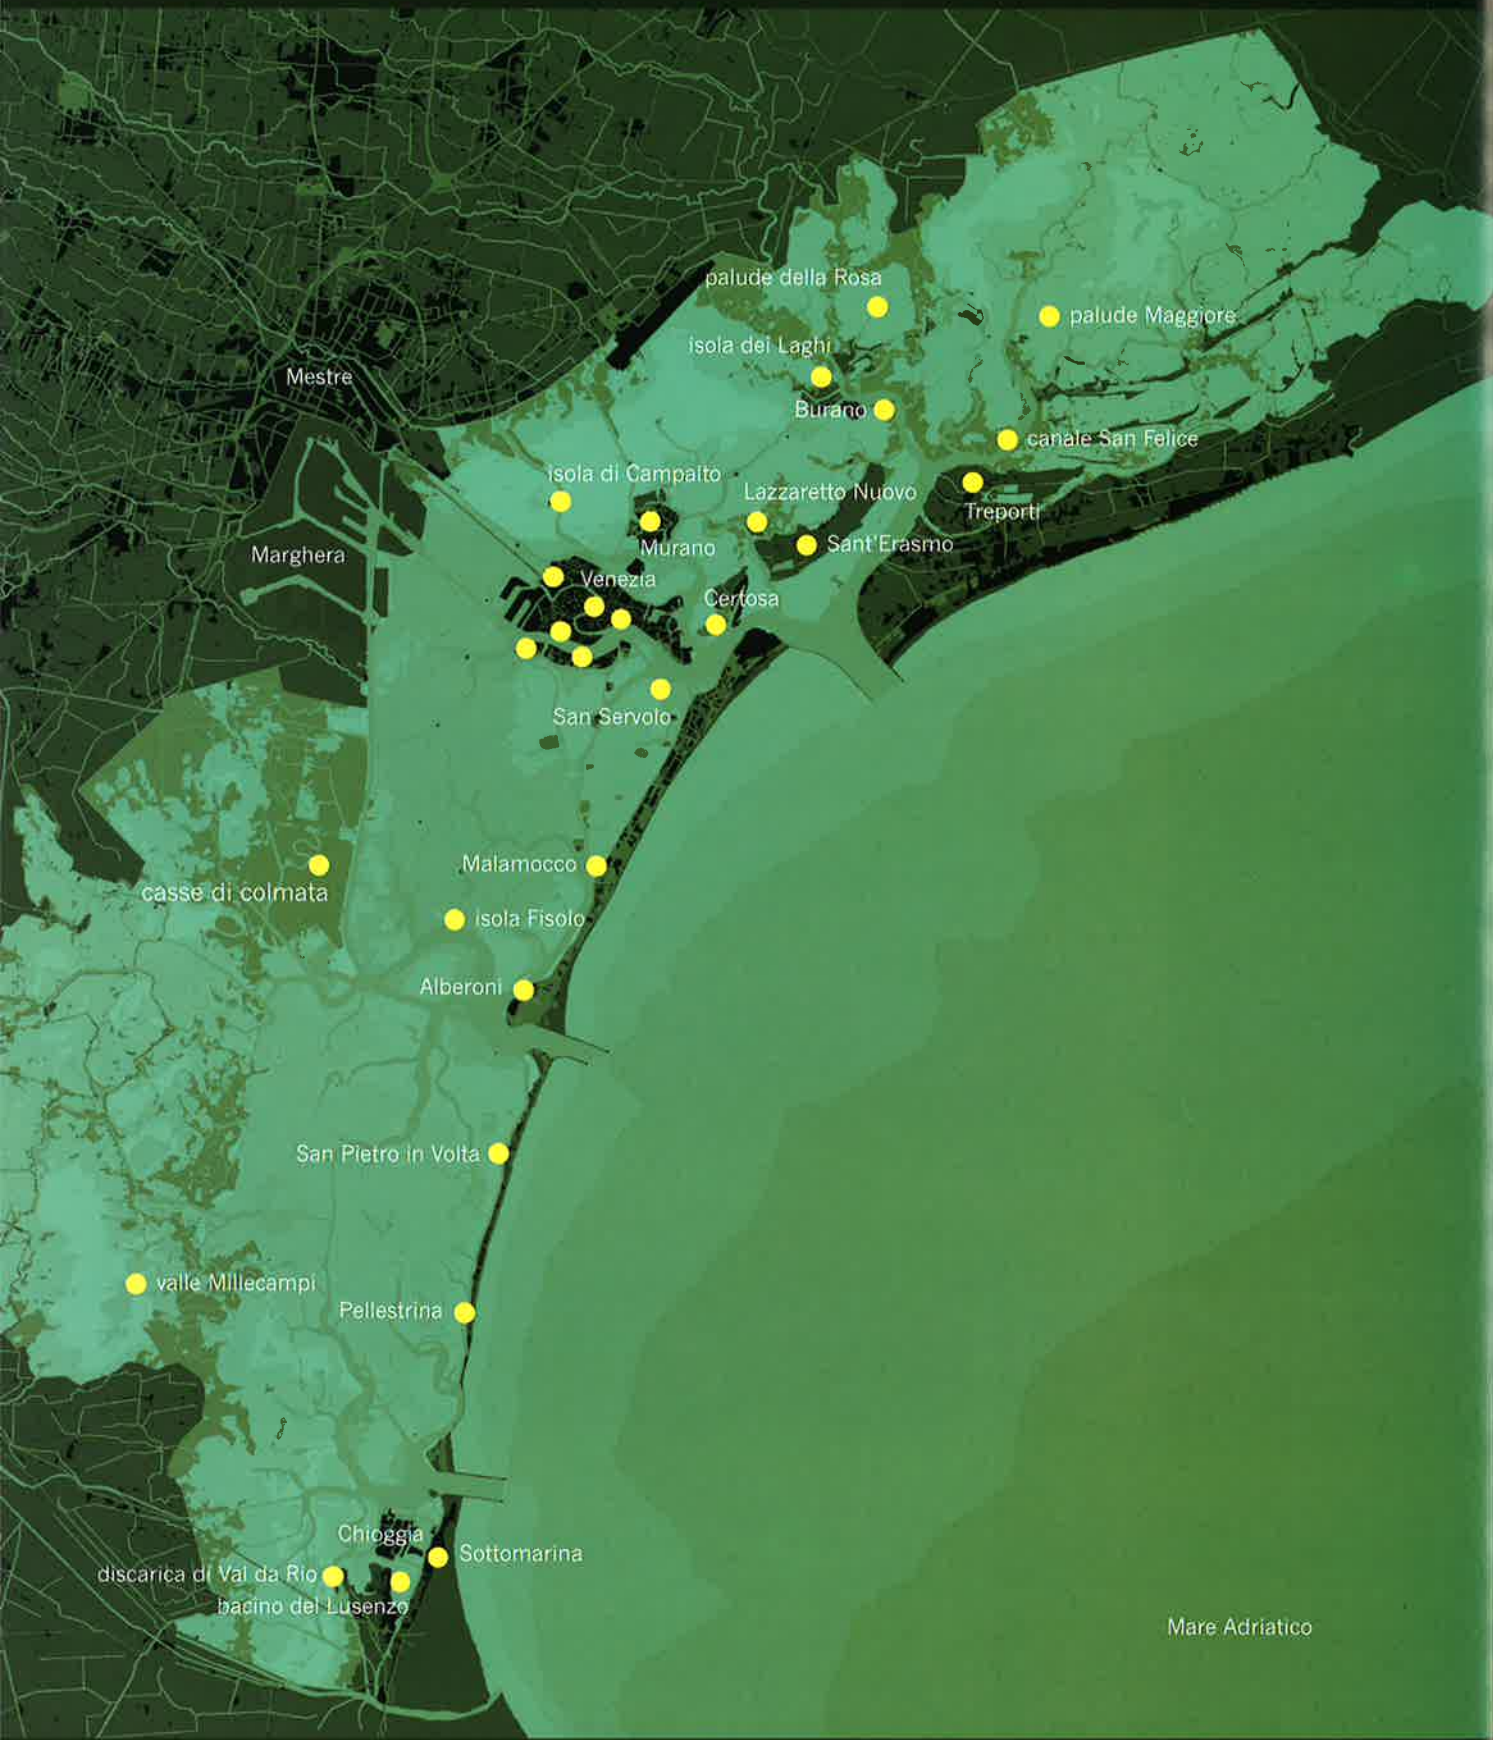 palude della Rosa
palude Maggiore
isola dei Laghi
Mestre
Burano
canale San Felice
isola di Campalto
Lazzaretto Nuovo
Treporti
Murano
Sant'Erasmo
Marghera
Venezia
Certosa
San Servolo
Malamocco
casse di colmata
isola Fisolo
Alberoni
San Pietro in Volta
valle Millecampi
Pellestrina
Chioggia
Sottomarina
discarica di Val da Rio
bacino del Lusenzo
Mare Adriatico